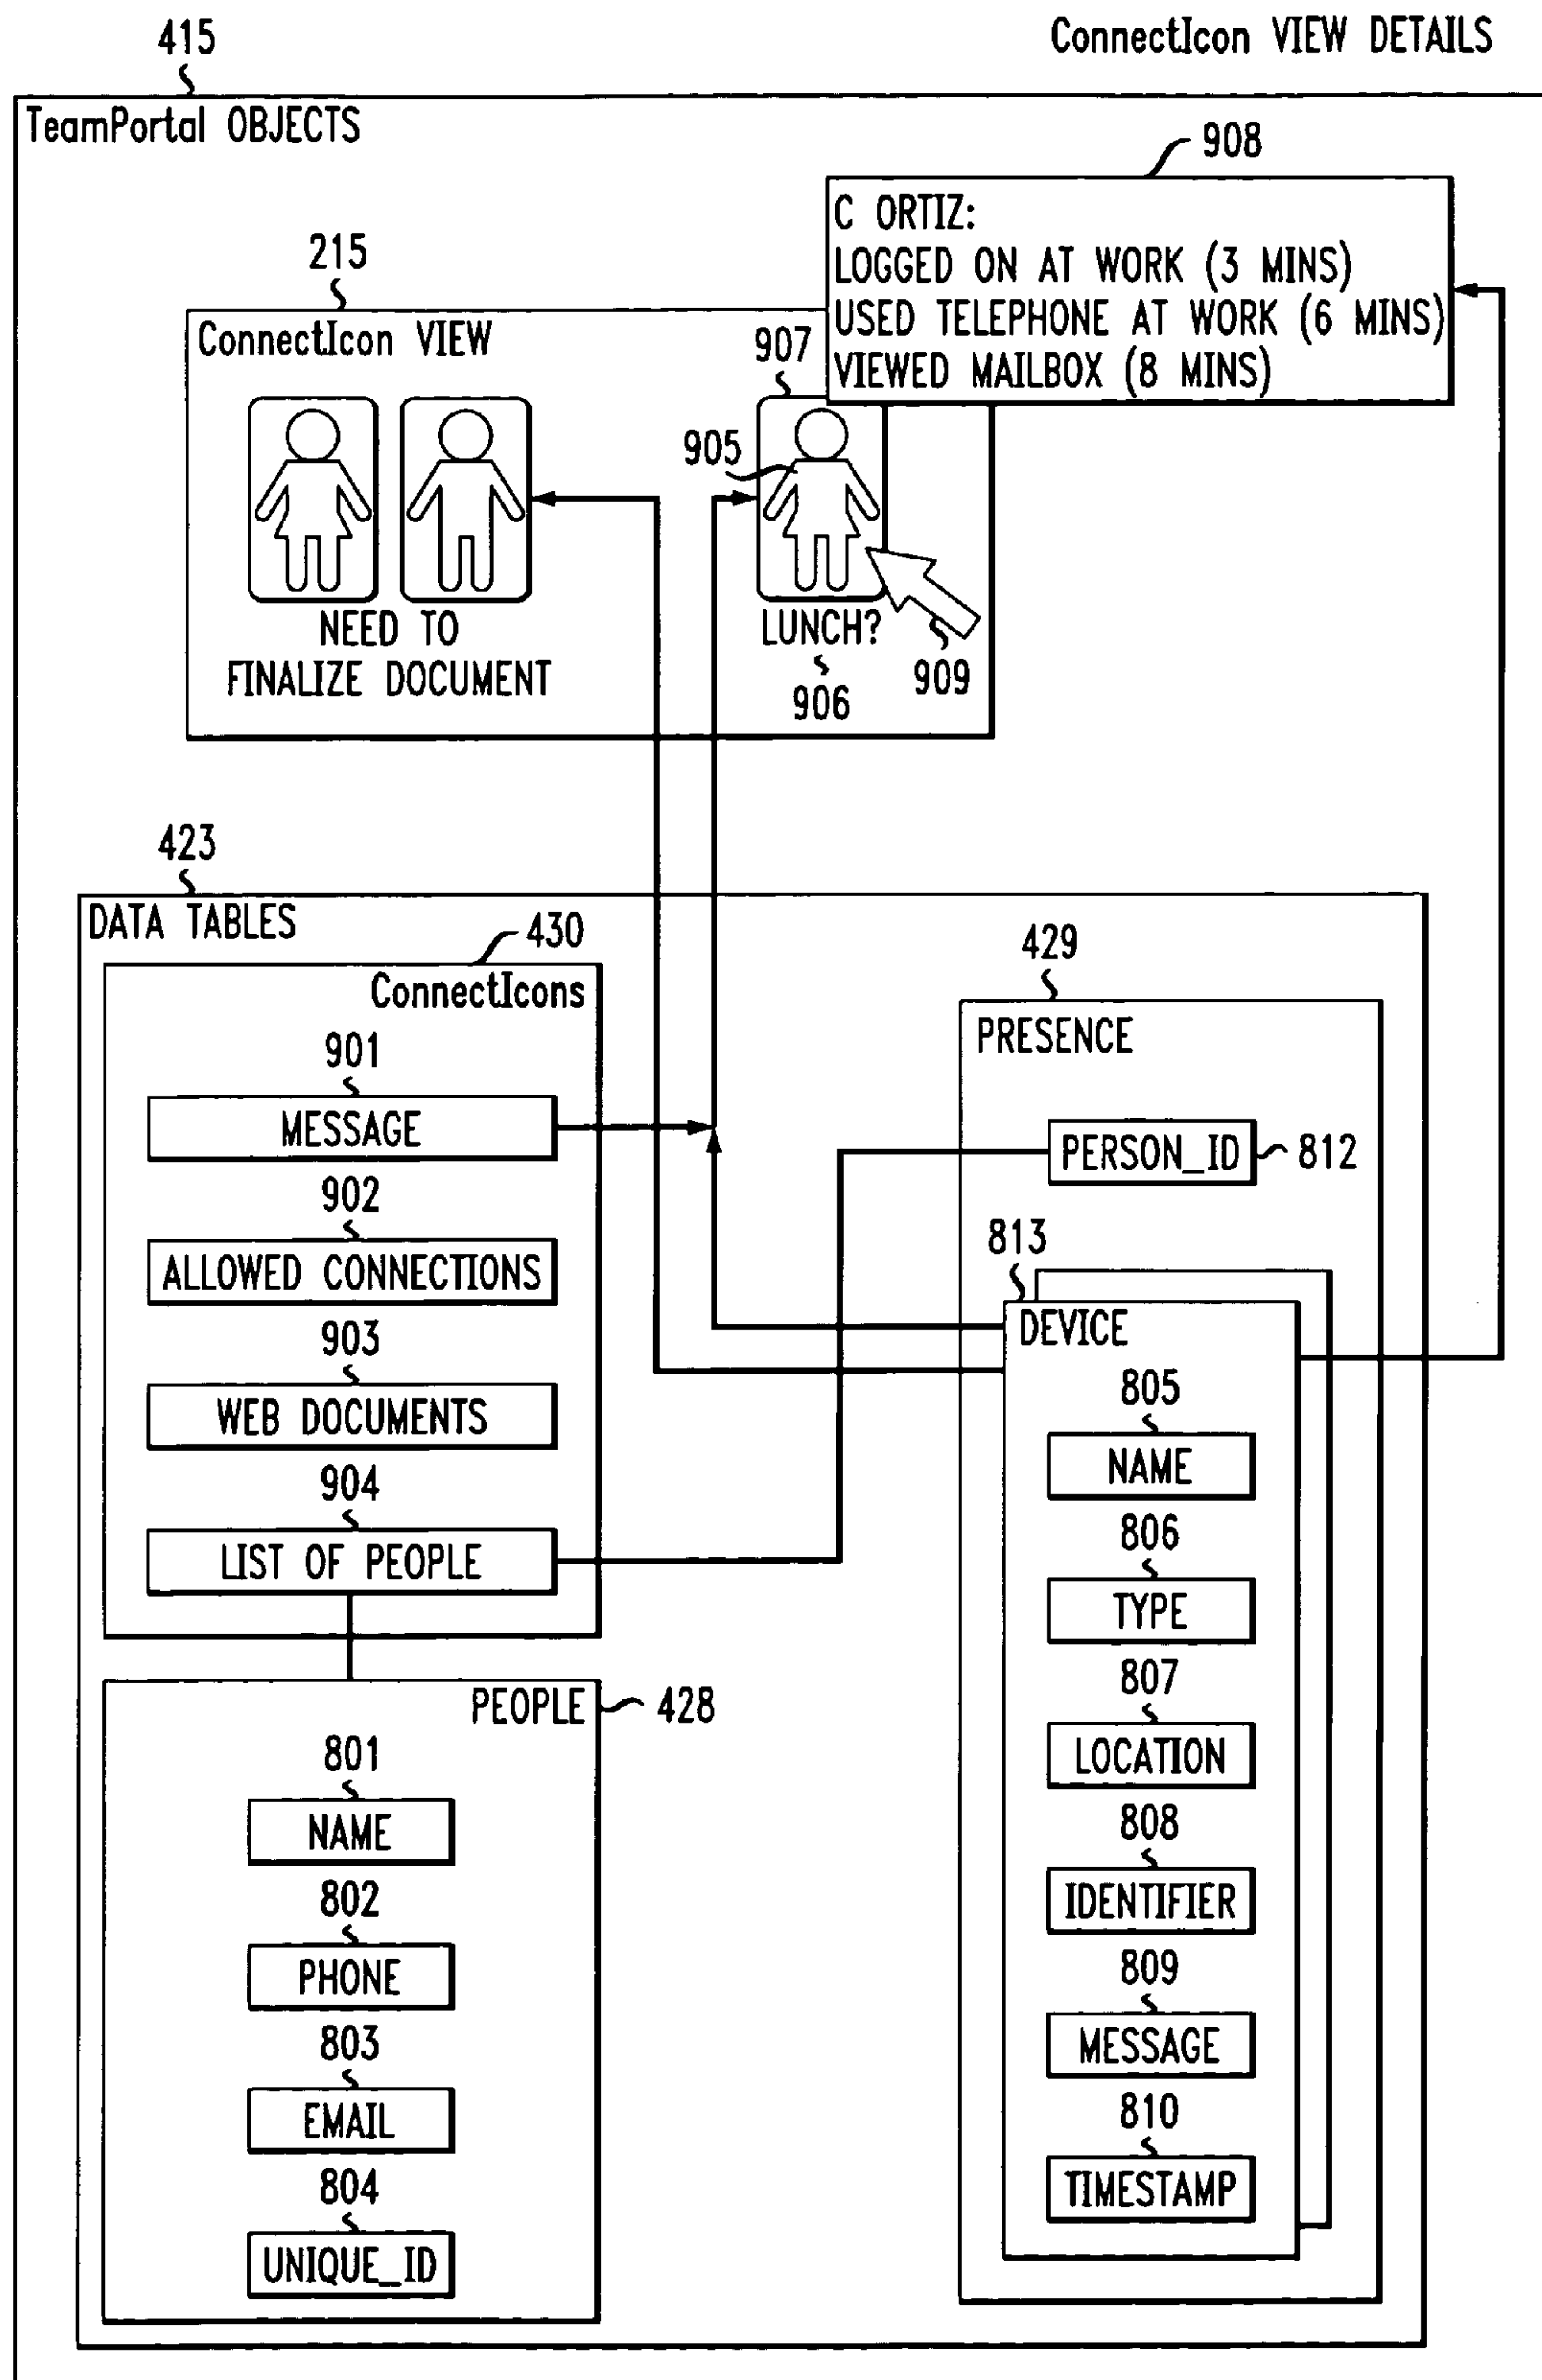 415
ConnectIcon VIEW DETAILS
TeamPortal OBJECTS
908
C ORTIZ:
LOGGED ON AT WORK (3 MINS)
USED TELEPHONE AT WORK (6 MINS)
VIEWED MAILBOX (8 MINS)
215
ConnectIcon VIEW
907
905
NEED TO
FINALIZE DOCUMENT
LUNCH?
906
909
423
DATA TABLES
430
ConnectIcons
901
MESSAGE
902
ALLOWED CONNECTIONS
903
WEB DOCUMENTS
904
LIST OF PEOPLE
429
PRESENCE
PERSON_ID
812
813
DEVICE
805
NAME
806
TYPE
807
LOCATION
808
IDENTIFIER
809
MESSAGE
810
TIMESTAMP
PEOPLE
428
801
NAME
802
PHONE
803
EMAIL
804
UNIQUE_ID